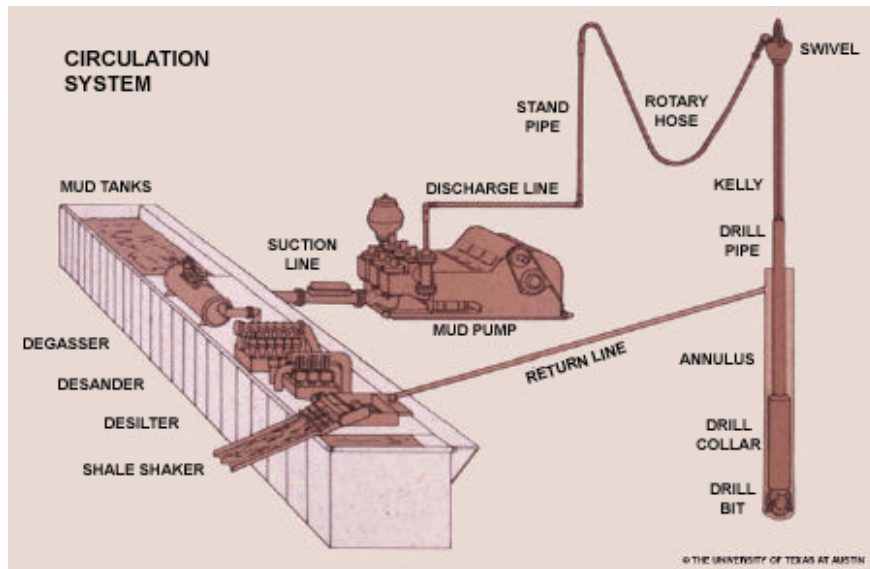 CIRCULATION
SYSTEM
SWIVEL
STAND
PIPE
ROTARY
HOSE
MUD TANKS
DISCHARGE LINE
KELLY
SUCTION
LINE
DRILL
PIPE
MUD PUMP
DEGASSER
RETURN LINE
ANNULUS
DESANDER
DESILTER
DRILL
COLLAR
SHALE SHAKER
DRILL
BIT
© THE UNIVERSITY OF TEXAS AT AUSTIN